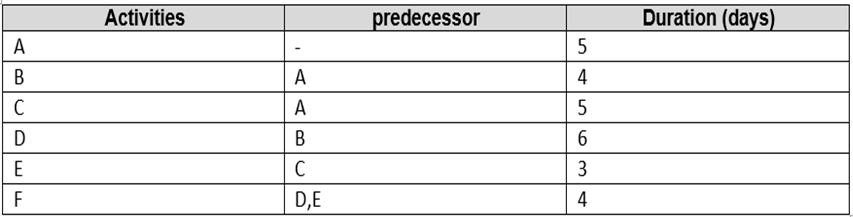 Activities predecessor Duration (days)
A - 5
B A 4
C A 5
D B 6
E C 3
F D,E 4